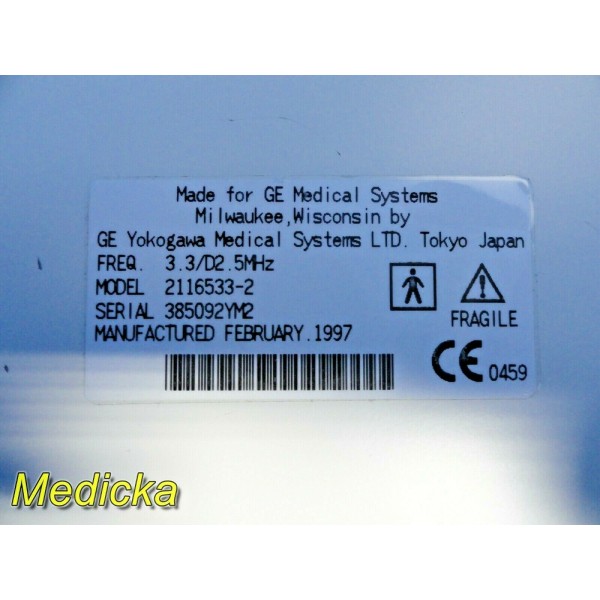 Made for GE Medical Systems
Milwaukee,Wisconsin by
GE Yokogawa Medical Systems LTD. Tokyo Japan
FREQ. 3.3/D2.5MHz
MODEL 2116533-2
SERIAL 385092YM2
MANUFACTURED FEBRUARY.1997
FRAGILE
CE 0459
Medicka